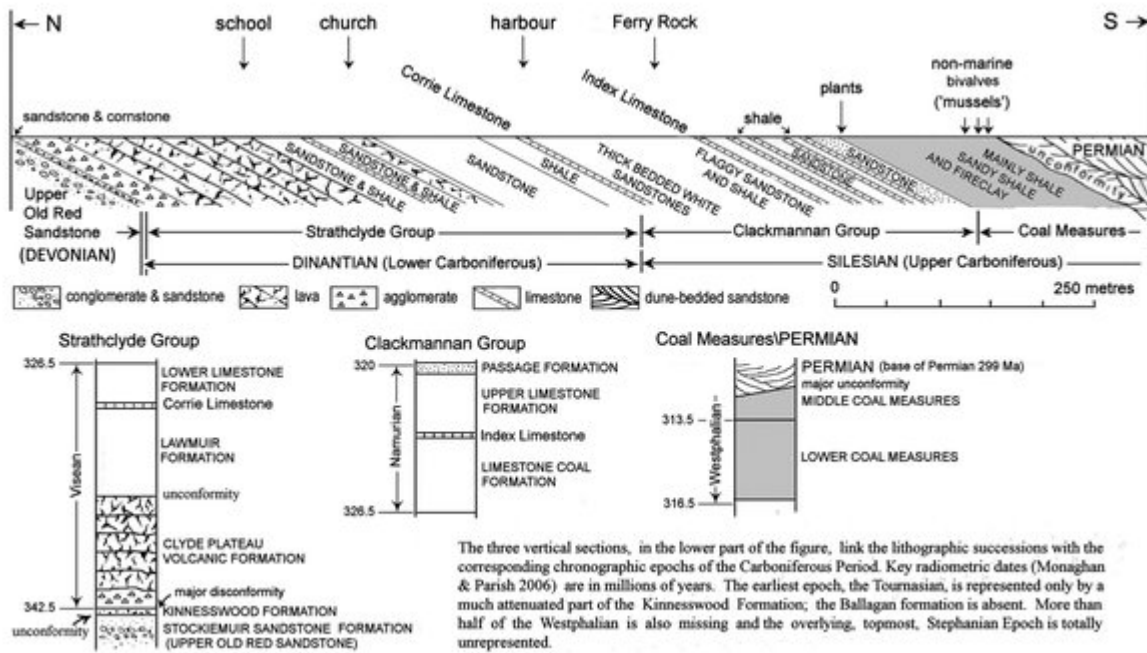 N
school
church
harbour
Ferry Rock
S
Corrie Limestone
Index Limestone
non-marine
bivalves
('mussels')
plants
shale
sandstone & cornstone
unconformity
PERMIAN
SANDSTONE & SHALE
SANDSTONE & SHALE
SANDSTONE
SHALE
THICK BEDDED WHITE
SANDSTONES
FLAGGY SANDSTONE
AND SHALE
SANDSTONE
SANDSTONE
MAINLY SHALE
SANDY SHALE
AND FIRECLAY
Upper
Old Red
Sandstone
(DEVONIAN)
Strathclyde Group
Clackmannan Group
Coal Measures
DINANTIAN (Lower Carboniferous)
SILESIAN (Upper Carboniferous)
conglomerate & sandstone
lava
agglomerate
limestone
dune-bedded sandstone
0
250 metres
Strathclyde Group
326.5
LOWER LIMESTONE
FORMATION
Corrie Limestone
LAWMUIR
FORMATION
Visean
unconformity
CLYDE PLATEAU
VOLCANIC FORMATION
major disconformity
342.5
KINNESSWOOD FORMATION
unconformity
STOCKIEMUIR SANDSTONE FORMATION
(UPPER OLD RED SANDSTONE)
Clackmannan Group
320
PASSAGE FORMATION
UPPER LIMESTONE
FORMATION
Namurian
Index Limestone
LIMESTONE COAL
FORMATION
326.5
Coal Measures\PERMIAN
PERMIAN (base of Permian 299 Ma)
major unconformity
MIDDLE COAL MEASURES
313.5
Westphalian
LOWER COAL MEASURES
316.5
The three vertical sections, in the lower part of the figure, link the lithographic successions with the
corresponding chronographic epochs of the Carboniferous Period. Key radiometric dates (Monaghan
& Parish 2006) are in millions of years. The earliest epoch, the Tournasian, is represented only by a
much attenuated part of the Kinnesswood Formation; the Ballagan formation is absent. More than
half of the Westphalian is also missing and the overlying, topmost, Stephanian Epoch is totally
unrepresented.